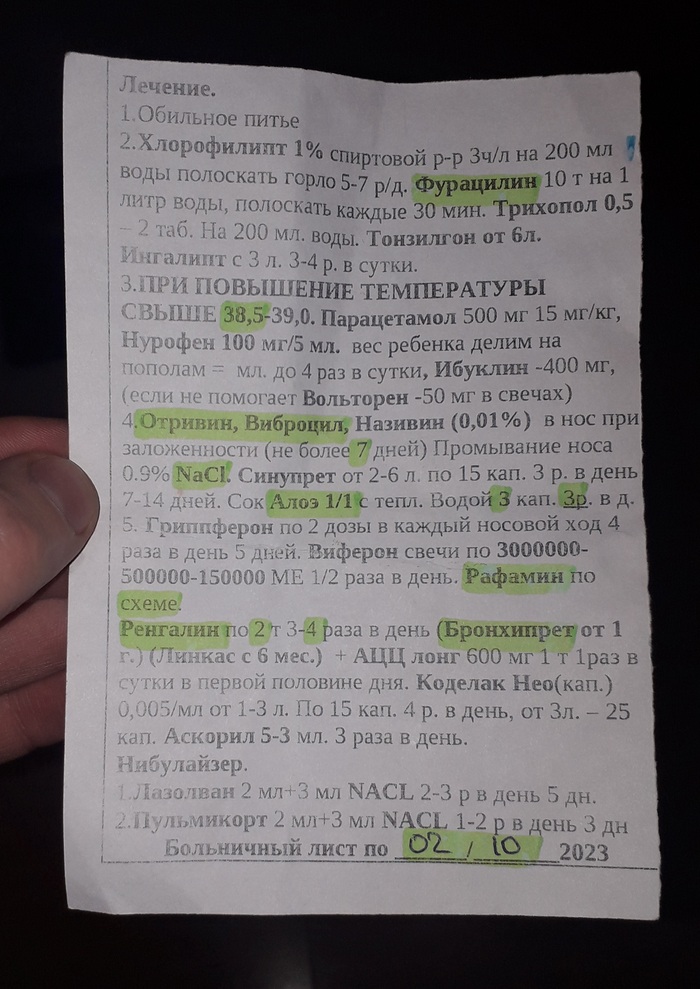 Лечение.
1.Обильное питье
2.Хлорофилипт 1% спиртовой р-р 3ч/л на 200 мл
воды полоскать горло 5-7 р/д. Фурацилин 10 т на 1
литр воды, полоскать каждые 30 мин. Трихопол 0,5
– 2 таб. На 200 мл. воды. Тонзилгон от 6л.
Ингалипт с 3 л. 3-4 р. в сутки.
3.ПРИ ПОВЫШЕНИЕ ТЕМПЕРАТУРЫ
СВЫШЕ 38,5-39,0. Парацетамол 500 мг 15 мг/кг,
Нурофен 100 мг/5 мл. вес ребенка делим на
пополам = мл. до 4 раз в сутки, Ибуклин -400 мг,
(если не помогает Вольторен -50 мг в свечах)
4.Отривин, Виброцил, Називин (0,01%) в нос при
заложенности (не более 7 дней) Промывание носа
0.9% NaCl. Синупрет от 2-6 л. по 15 кап. 3 р. в день
7-14 дней. Сок Алоэ 1/1 с тепл. Водой 3 кап. 3р. в д.
5. Гриппферон по 2 дозы в каждый носовой ход 4
раза в день 5 дней. Виферон свечи по 3000000-
500000-150000 МЕ 1/2 раза в день. Рафамин по
схеме.
Ренгалин по 2 т 3-4 раза в день (Бронхипрет от 1
г.) (Линкас с 6 мес.) + АЦЦ лонг 600 мг 1 т 1раз в
сутки в первой половине дня. Коделак Нео(кап.)
0,005/мл от 1-3 л. По 15 кап. 4 р. в день, от 3л. – 25
кап. Аскорил 5-3 мл. 3 раза в день.
Нибулайзер.
1.Лазолван 2 мл+3 мл NACL 2-3 р в день 5 дн.
2.Пульмикорт 2 мл+3 мл NACL 1-2 р в день 3 дн
Больничный лист по 02 / 10 2023